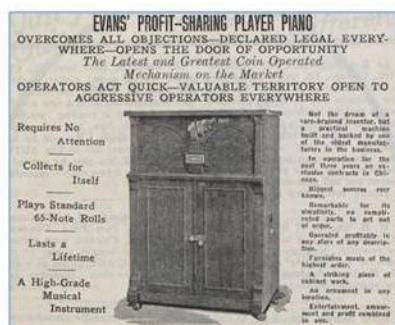 EVANS' PROFIT-SHARING PLAYER PIANO
OVERCOMES ALL OBJECTIONS—DECLARED LEGAL EVERY-
WHERE—OPENS THE DOOR OF OPPORTUNITY
The Latest and Greatest Coin Operated
Mechanism on the Market
OPERATORS ACT QUICK—VALUABLE TERRITORY OPEN TO
AGGRESSIVE OPERATORS EVERYWHERE
Requires No
Attention
Collects for
Itself
Plays Standard
65-Note Rolls
Lasts a
Lifetime
A High-Grade
Musical
Instrument
Not the dream of a
hare-brained inventor, but
a practical machine
built and backed by one
of the oldest manufac-
turers in the business.
In operation for the
past three years on ex-
clusive contracts in Chi-
cago.
Biggest success ever
known.
Remarkable for its
simplicity, no compli-
cated parts to get out
of order.
Operated profitably in
any store of any descrip-
tion.
Furnishes music of the
highest order.
A striking piece of
cabinet work.
An ornament in any
location.
Entertainment, amuse-
ment and profit combined
in one.